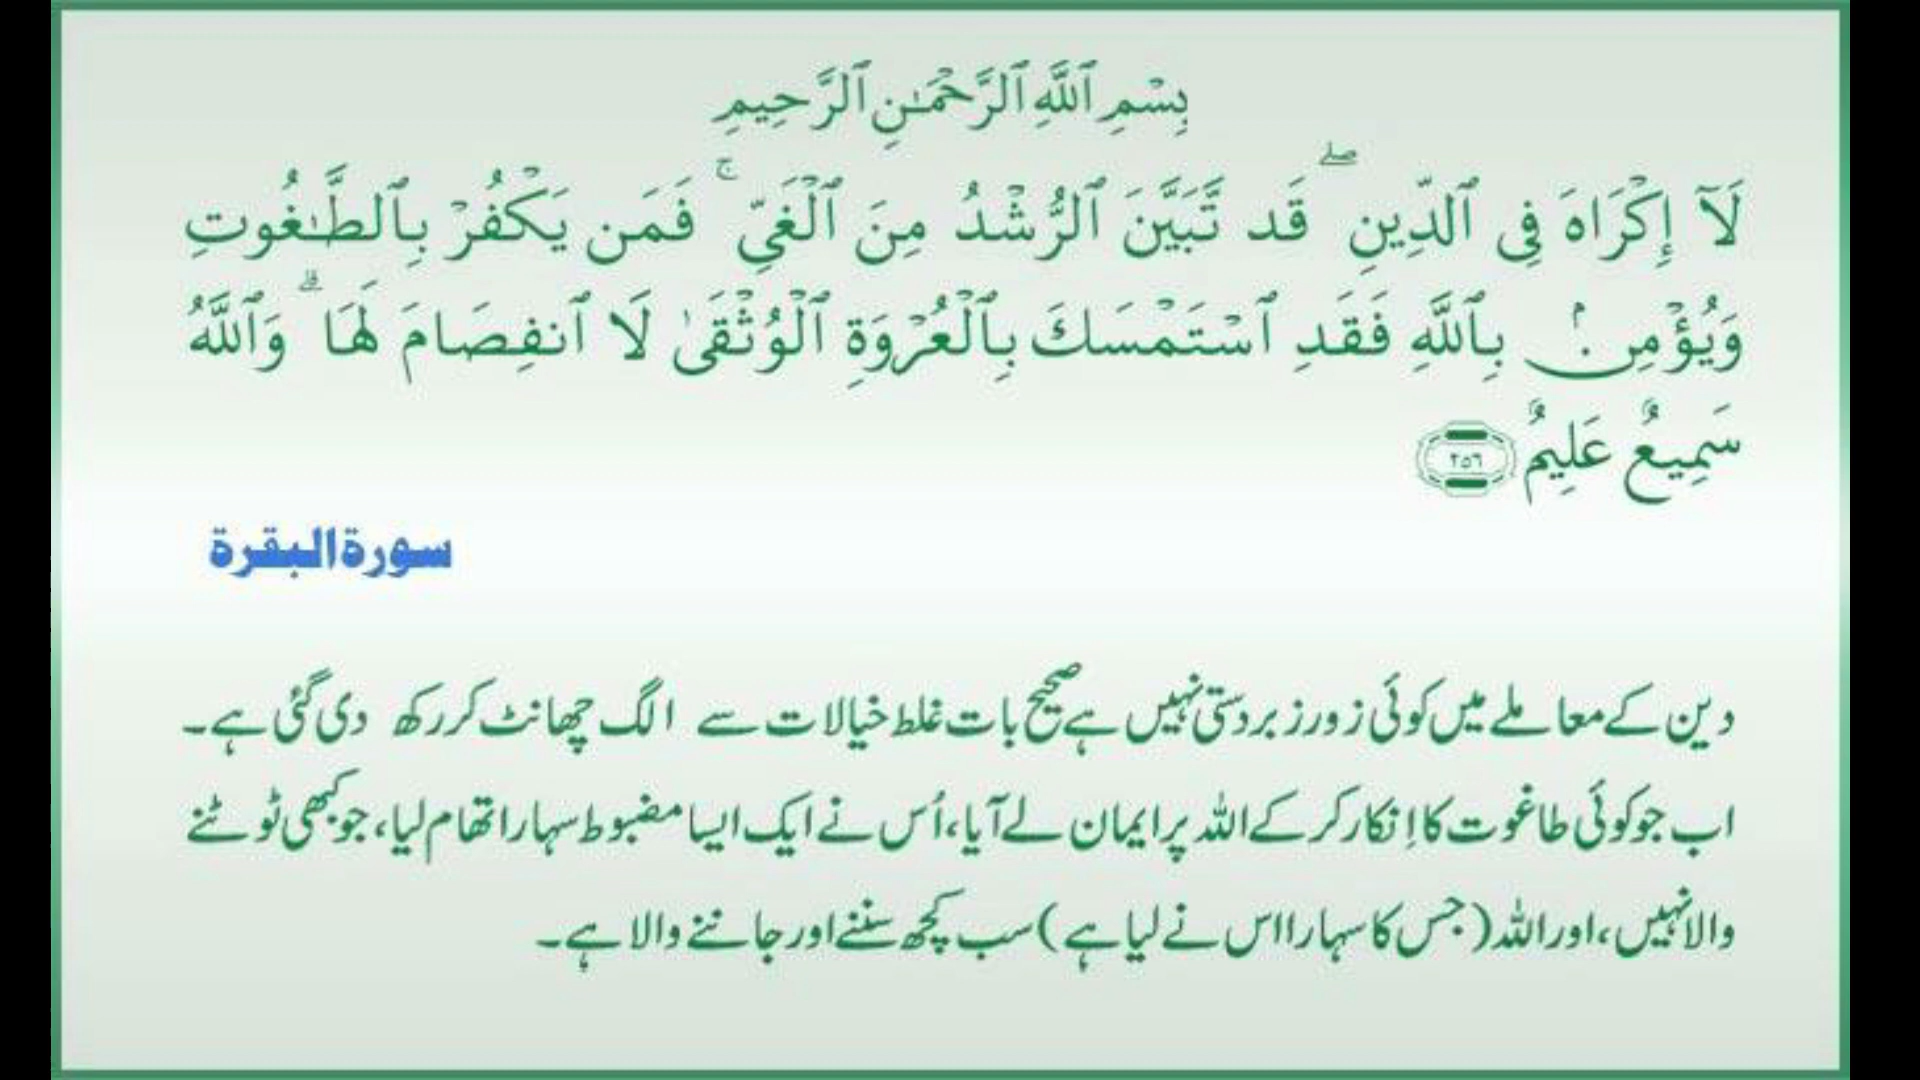 بِسۡمِ ٱللَّهِ ٱلرَّحۡمَـٰنِ ٱلرَّحِيمِ
لَآ إِكۡرَاهَ فِى ٱلدِّينِ‌ۖ قَد تَّبَيَّنَ ٱلرُّشۡدُ مِنَ ٱلۡغَىِّ‌ۚ فَمَن يَكۡفُرۡ بِٱلطَّـٰغُوتِ
وَيُؤۡمِنۢ بِٱللَّهِ فَقَدِ ٱسۡتَمۡسَكَ بِٱلۡعُرۡوَةِ ٱلۡوُثۡقَىٰ لَا ٱنفِصَامَ لَهَا‌ۗ وَٱللَّهُ
سَمِيعٌ عَلِيمٌ ٢٥٦
سورة البقرة
دین کے معاملے میں کوئی زور زبردستی نہیں ہے صحیح بات غلط خیالات سے الگ چھانٹ کر رکھ دی گئی ہے۔
اب جو کوئی طاغوت کا اِنکار کر کے اللہ پر ایمان لے آیا، اُس نے ایک ایسا مضبوط سہارا تھام لیا، جو کبھی ٹوٹنے
والا نہیں، اور اللہ (جس کا سہارا اس نے لیا ہے) سب کچھ سننے اور جاننے والا ہے۔